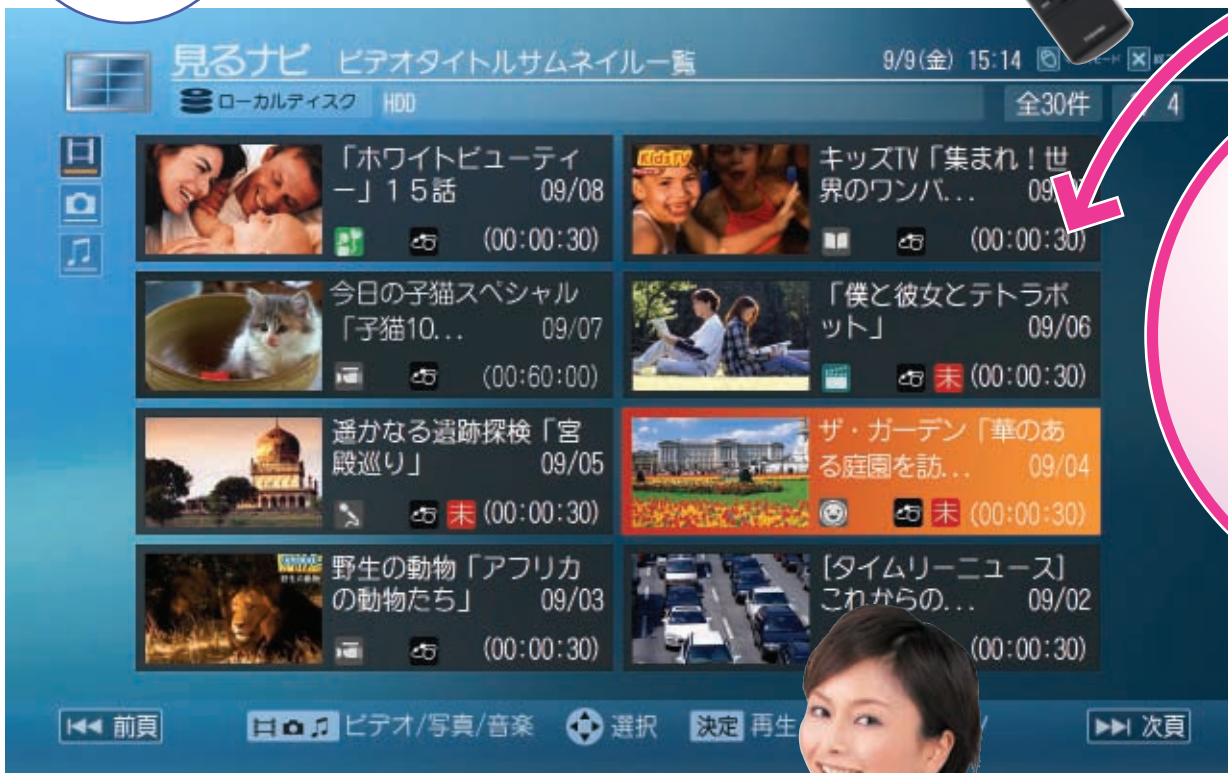 見るナビ ビデオタイトルサムネイル一覧 9/9(金) 15:14
ローカルディスク HDD 全30件 4
「ホワイトビューティ
ー」15話 09/08
(00:00:30)
キッズTV「集まれ!世
界のワンパ... 09
(00:00:30)
KidsTV
今日の子猫スペシャル
「子猫10... 09/07
(00:60:00)
「僕と彼女とテトラポ
ット」 09/06
未 (00:00:30)
遥かなる遺跡探検「宮
殿巡り」 09/05
未 (00:00:30)
ザ・ガーデン「華のあ
る庭園を訪... 09/04
未 (00:00:30)
野生の動物「アフリカ
の動物たち」 09/03
(00:00:30)
[タイムリーニュース]
これからの... 09/02
(00:00:30)
前頁 ビデオ/写真/音楽 選択 決定 再生 次頁